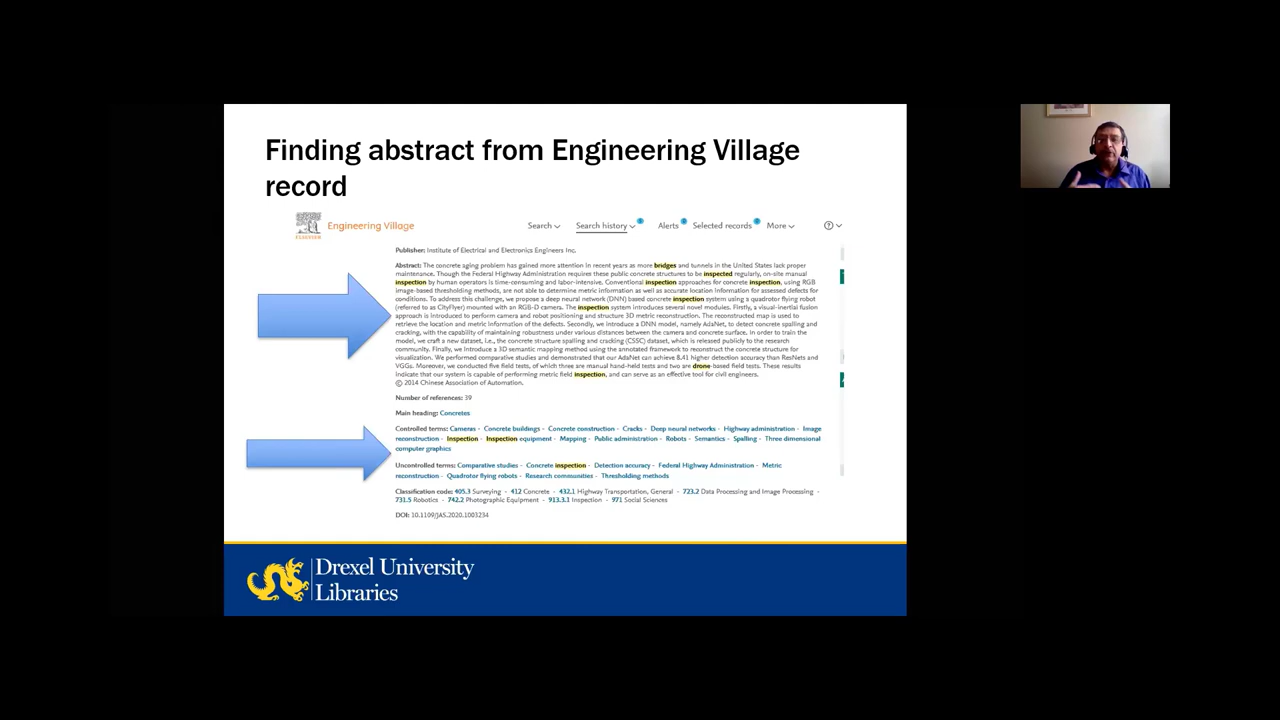 Finding abstract from Engineering Village
record
ELSEVIER
Engineering Village
Search Search history Alerts Selected records More
Publisher: Institute of Electrical and Electronics Engineers Inc.
Abstract: The concrete aging problem has gained more attention in recent years as more bridges and tunnels in the United States lack proper
maintenance. Though the Federal Highway Administration requires these public concrete structures to be inspected regularly, on-site manual
inspection by human operators is time-consuming and labor-intensive. Conventional inspection approaches for concrete inspection, using RGB
image-based thresholding methods, are not able to determine metric information as well as accurate location information for assessed defects for
conditions. To address this challenge, we propose a deep neural network (DNN) based concrete inspection system using a quadrotor flying robot
(referred to as CityFlyer) mounted with an RGB-D camera. The inspection system introduces several novel modules. Firstly, a visual-inertial fusion
approach is introduced to perform camera and robot positioning and structure 3D metric reconstruction. The reconstructed map is used to
retrieve the location and metric information of the defects. Secondly, we introduce a DNN model, namely AdaNet, to detect concrete spalling and
cracking, with the capability of maintaining robustness under various distances between the camera and concrete surface. In order to train the
model, we craft a new dataset, i.e., the concrete structure spalling and cracking (CSSC) dataset, which is released publicly to the research
community. Finally, we introduce a 3D semantic mapping method using the annotated framework to reconstruct the concrete structure for
visualization. We performed comparative studies and demonstrated that our AdaNet can achieve 8.41 higher detection accuracy than ResNets and
VGGs. Moreover, we conducted five field tests, of which three are manual hand-held tests and two are drone-based field tests. These results
indicate that our system is capable of performing metric field inspection, and can serve as an effective tool for civil engineers.
© 2014 Chinese Association of Automation.
Number of references: 39
Main heading: Concretes
Controlled terms: Cameras - Concrete buildings - Concrete construction - Cracks - Deep neural networks - Highway administration - Image
reconstruction - Inspection - Inspection equipment - Mapping - Public administration - Robots - Semantics - Spalling - Three dimensional
computer graphics
Uncontrolled terms: Comparative studies - Concrete inspection - Detection accuracy - Federal Highway Administration - Metric
reconstruction - Quadrotor flying robots - Research communities - Thresholding methods
Classification code: 405.3 Surveying - 412 Concrete - 432.1 Highway Transportation, General - 723.2 Data Processing and Image Processing -
731.5 Robotics - 742.2 Photographic Equipment - 913.3.1 Inspection - 971 Social Sciences
DOI: 10.1109/JAS.2020.1003234
Drexel University
Libraries